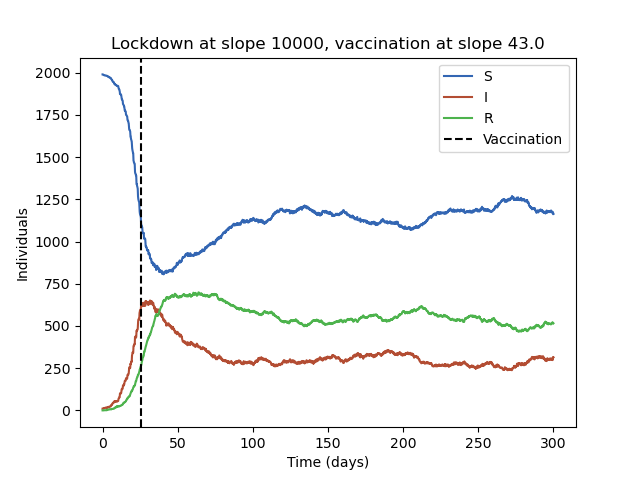 Lockdown at slope 10000, vaccination at slope 43.0
S
I
R
Vaccination
Individuals
2000
1750
1500
1250
1000
750
500
250
0
0 50 100 150 200 250 300
Time (days)